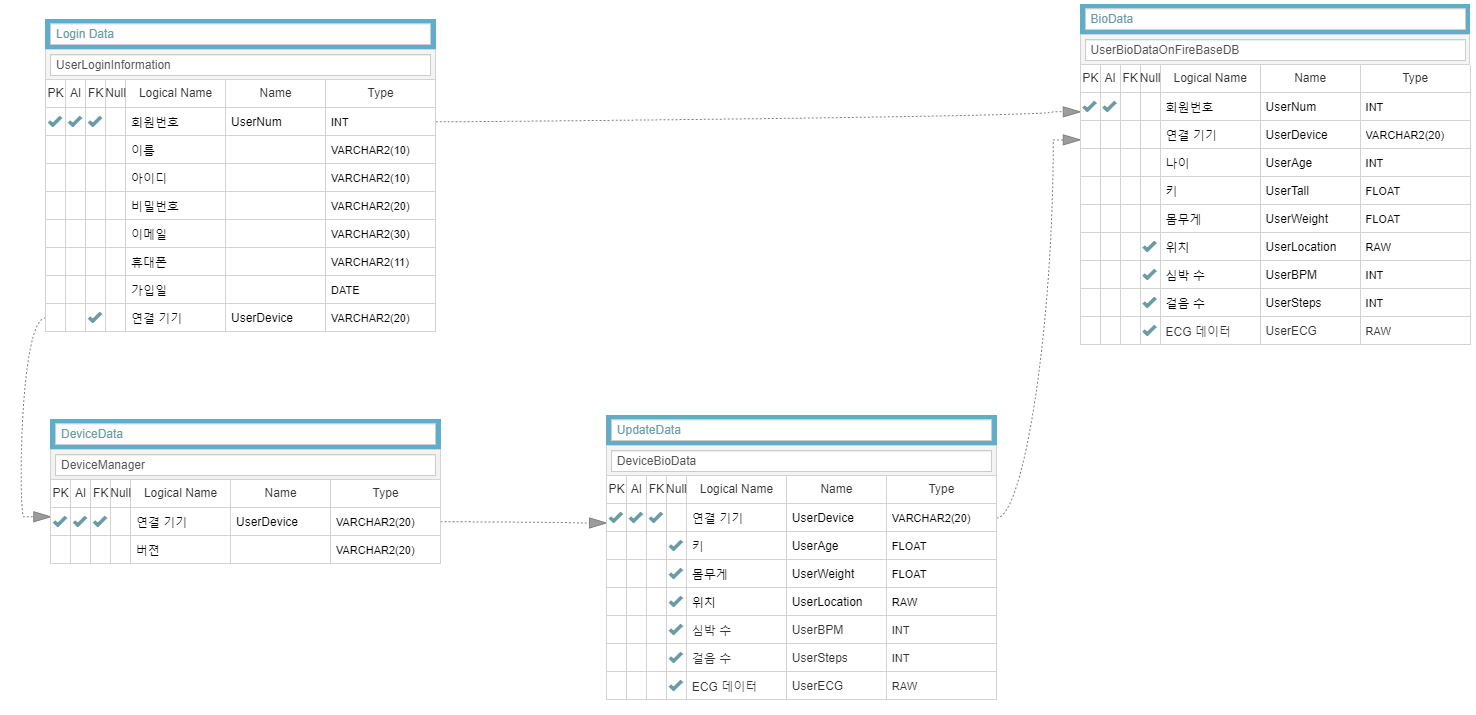 Login Data
UserLoginInformation
PK AI FK Null Logical Name Name Type
회원번호 UserNum INT
이름 VARCHAR2(10)
아이디 VARCHAR2(10)
비밀번호 VARCHAR2(20)
이메일 VARCHAR2(30)
휴대폰 VARCHAR2(11)
가입일 DATE
연결 기기 UserDevice VARCHAR2(20)
BioData
UserBioDataOnFireBaseDB
PK AI FK Null Logical Name Name Type
회원번호 UserNum INT
연결 기기 UserDevice VARCHAR2(20)
나이 UserAge INT
키 UserTall FLOAT
몸무게 UserWeight FLOAT
위치 UserLocation RAW
심박 수 UserBPM INT
걸음 수 UserSteps INT
ECG 데이터 UserECG RAW
DeviceData
DeviceManager
PK AI FK Null Logical Name Name Type
연결 기기 UserDevice VARCHAR2(20)
버젼 VARCHAR2(20)
UpdateData
DeviceBioData
PK AI FK Null Logical Name Name Type
연결 기기 UserDevice VARCHAR2(20)
키 UserAge FLOAT
몸무게 UserWeight FLOAT
위치 UserLocation RAW
심박 수 UserBPM INT
걸음 수 UserSteps INT
ECG 데이터 UserECG RAW